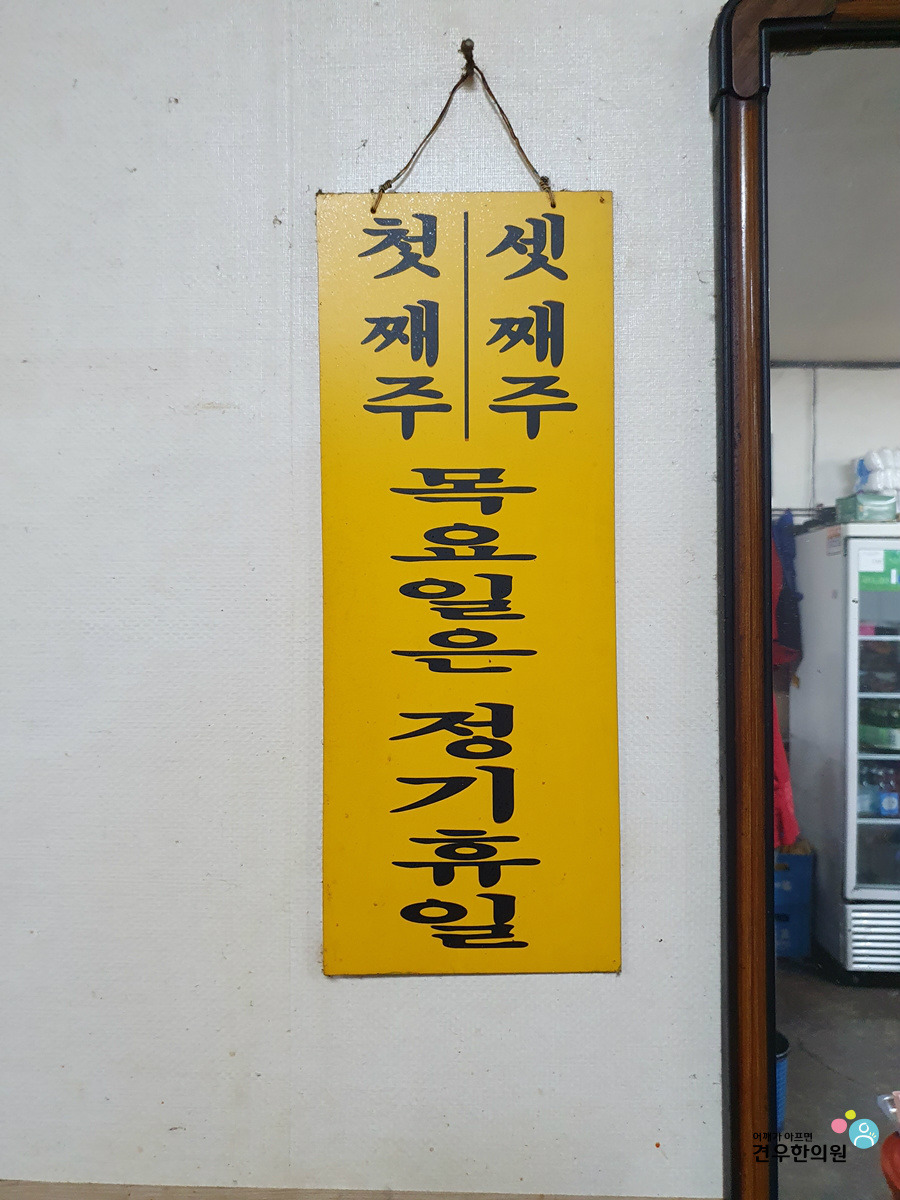 첫째주
셋째주
목요일은 정기휴일
어깨가 아프면
견우한의원